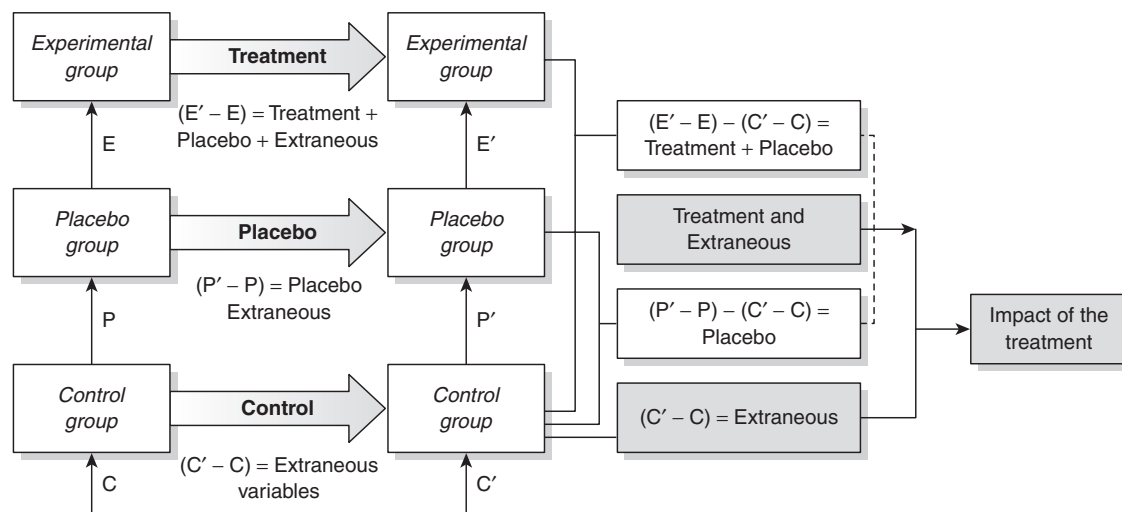 Experimental
group
Treatment
Experimental
group
(E′ − E) = Treatment +
Placebo + Extraneous
E
E′
(E′ − E) − (C′ − C) =
Treatment + Placebo
Placebo
group
Placebo
Placebo
group
Treatment and
Extraneous
(P′ − P) = Placebo
Extraneous
P
P′
(P′ − P) − (C′ − C) =
Placebo
Impact of the
treatment
Control
group
Control
Control
group
(C′ − C) = Extraneous
(C′ − C) = Extraneous
variables
C
C′